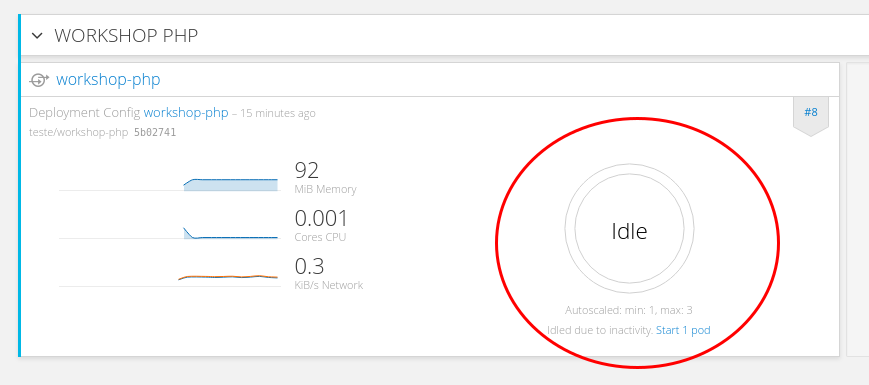 WORKSHOP PHP
workshop-php
Deployment Config workshop-php – 15 minutes ago
#8
teste/workshop-php 5b02741
92
MiB Memory
0.001
Cores CPU
0.3
KiB/s Network
Idle
Autoscaled: min: 1, max: 3
Idled due to inactivity. Start 1 pod